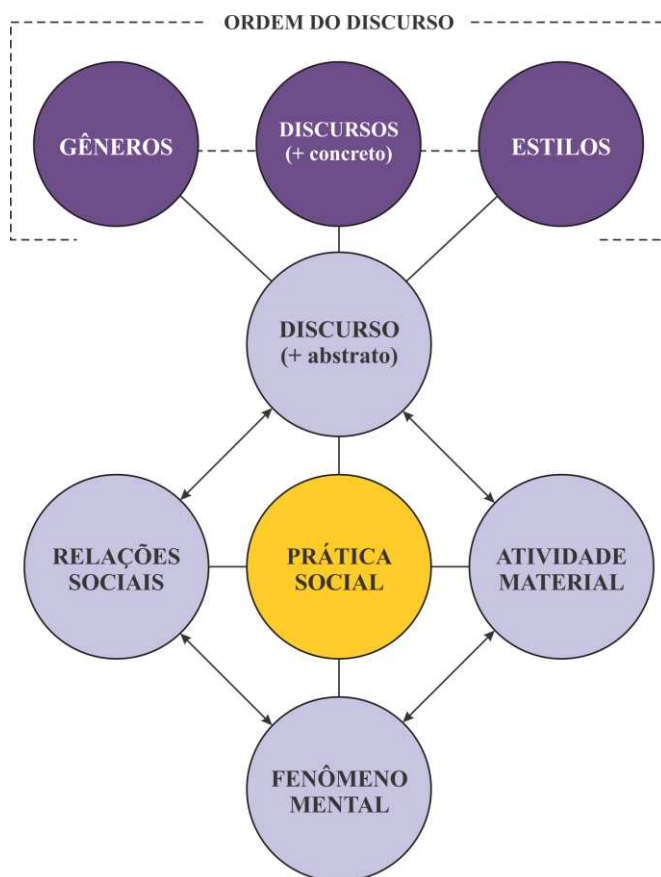 ORDEM DO DISCURSO
GÊNEROS
DISCURSOS
(+ concreto)
ESTILOS
DISCURSO
(+ abstrato)
RELAÇÕES
SOCIAIS
PRÁTICA
SOCIAL
ATIVIDADE
MATERIAL
FENÔMENO
MENTAL